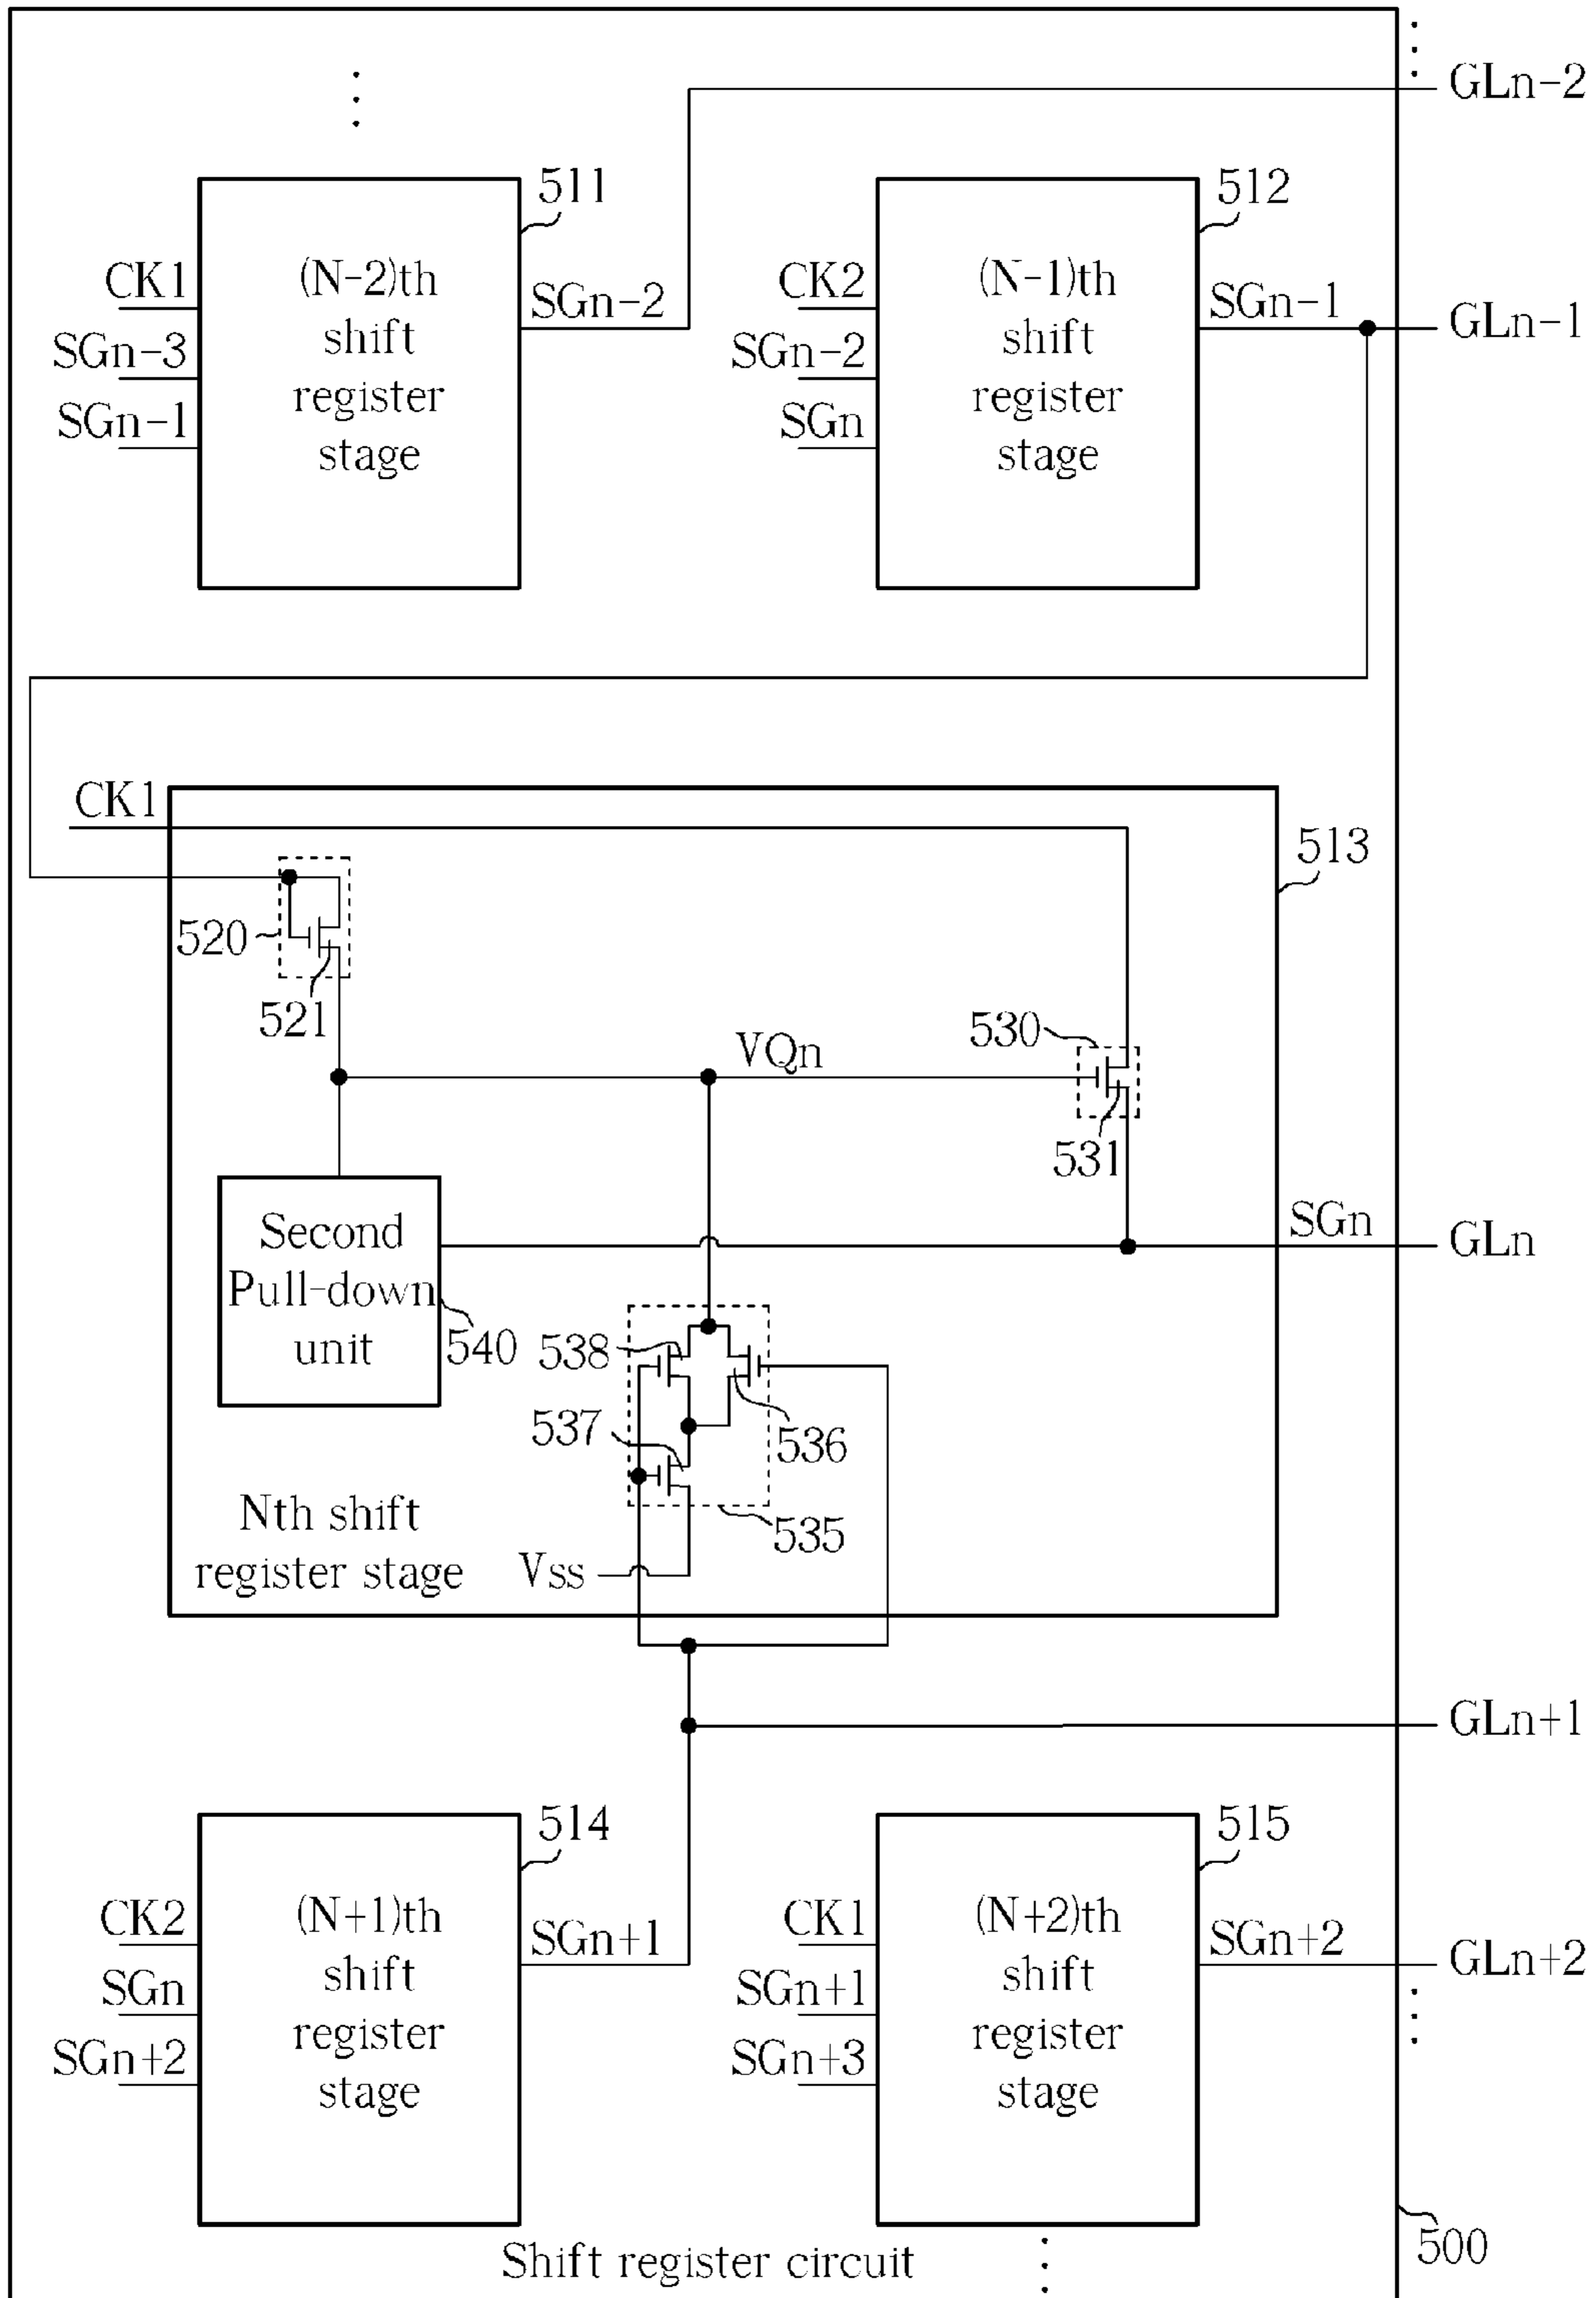 GLn-2
511
512
CK1
(N-2)th
shift
register
stage
SGn-2
CK2
(N-1)th
shift
register
stage
SGn-1
GLn-1
SGn-3
SGn-2
SGn-1
SGn
CK1
513
520
521
VQn
530
531
Second
Pull-down
unit
540
SGn
GLn
538
537
536
535
Nth shift
register stage
Vss
GLn+1
514
515
CK2
(N+1)th
shift
register
stage
SGn+1
CK1
(N+2)th
shift
register
stage
SGn+2
GLn+2
SGn
SGn+1
SGn+2
SGn+3
Shift register circuit
500